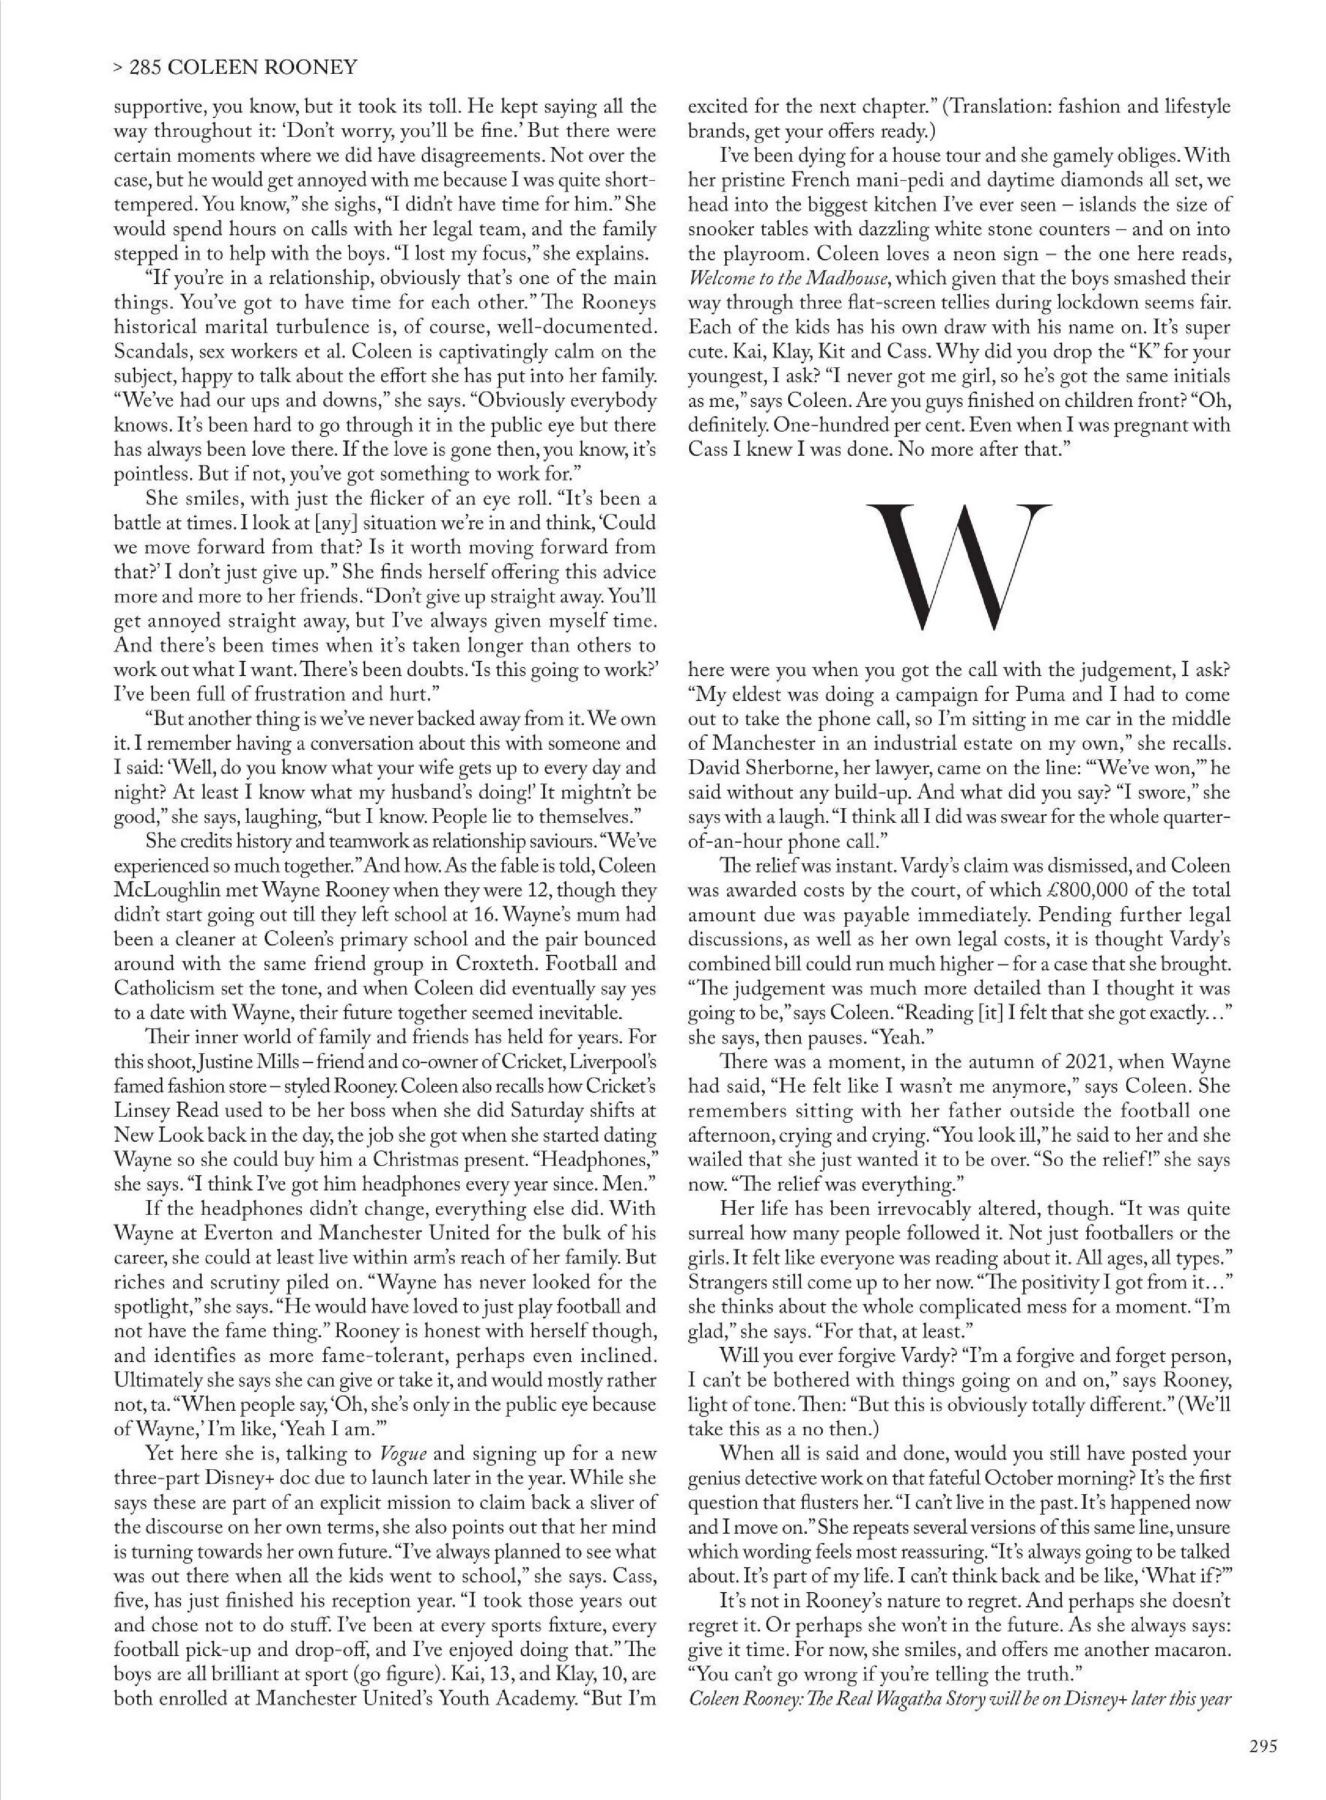 > 285 COLEEN ROONEY
supportive, you know, but it took its toll. He kept saying all the
way throughout it: ‘Don’t worry, you’ll be fine.’ But there were
certain moments where we did have disagreements. Not over the
case, but he would get annoyed with me because I was quite short-
tempered. You know,” she sighs, “I didn’t have time for him.” She
would spend hours on calls with her legal team, and the family
stepped in to help with the boys. “I lost my focus,” she explains.
“If you’re in a relationship, obviously that’s one of the main
things. You’ve got to have time for each other.” The Rooneys
historical marital turbulence is, of course, well-documented.
Scandals, sex workers et al. Coleen is captivatingly calm on the
subject, happy to talk about the effort she has put into her family.
“We’ve had our ups and downs,” she says. “Obviously everybody
knows. It’s been hard to go through it in the public eye but there
has always been love there. If the love is gone then, you know, it’s
pointless. But if not, you’ve got something to work for.”
She smiles, with just the flicker of an eye roll. “It’s been a
battle at times. I look at [any] situation we’re in and think, ‘Could
we move forward from that? Is it worth moving forward from
that?’ I don’t just give up.” She finds herself offering this advice
more and more to her friends. “Don’t give up straight away. You’ll
get annoyed straight away, but I’ve always given myself time.
And there’s been times when it’s taken longer than others to
work out what I want. There’s been doubts. ‘Is this going to work?’
I’ve been full of frustration and hurt.”
“But another thing is we’ve never backed away from it. We own
it. I remember having a conversation about this with someone and
I said: ‘Well, do you know what your wife gets up to every day and
night? At least I know what my husband’s doing!’ It mightn’t be
good,” she says, laughing, “but I know. People lie to themselves.”
She credits history and teamwork as relationship saviours. “We’ve
experienced so much together.” And how. As the fable is told, Coleen
McLoughlin met Wayne Rooney when they were 12, though they
didn’t start going out till they left school at 16. Wayne’s mum had
been a cleaner at Coleen’s primary school and the pair bounced
around with the same friend group in Croxteth. Football and
Catholicism set the tone, and when Coleen did eventually say yes
to a date with Wayne, their future together seemed inevitable.
Their inner world of family and friends has held for years. For
this shoot, Justine Mills – friend and co-owner of Cricket, Liverpool’s
famed fashion store – styled Rooney. Coleen also recalls how Cricket’s
Linsey Read used to be her boss when she did Saturday shifts at
New Look back in the day, the job she got when she started dating
Wayne so she could buy him a Christmas present. “Headphones,”
she says. “I think I’ve got him headphones every year since. Men.”
If the headphones didn’t change, everything else did. With
Wayne at Everton and Manchester United for the bulk of his
career, she could at least live within arm’s reach of her family. But
riches and scrutiny piled on. “Wayne has never looked for the
spotlight,” she says. “He would have loved to just play football and
not have the fame thing.” Rooney is honest with herself though,
and identifies as more fame-tolerant, perhaps even inclined.
Ultimately she says she can give or take it, and would mostly rather
not, ta. “When people say, ‘Oh, she’s only in the public eye because
of Wayne,’ I’m like, ‘Yeah I am.’”
Yet here she is, talking to Vogue and signing up for a new
three-part Disney+ doc due to launch later in the year. While she
says these are part of an explicit mission to claim back a sliver of
the discourse on her own terms, she also points out that her mind
is turning towards her own future. “I’ve always planned to see what
was out there when all the kids went to school,” she says. Cass,
five, has just finished his reception year. “I took those years out
and chose not to do stuff. I’ve been at every sports fixture, every
football pick-up and drop-off, and I’ve enjoyed doing that.” The
boys are all brilliant at sport (go figure). Kai, 13, and Klay, 10, are
both enrolled at Manchester United’s Youth Academy. “But I’m
excited for the next chapter.” (Translation: fashion and lifestyle
brands, get your offers ready.)
I’ve been dying for a house tour and she gamely obliges. With
her pristine French mani-pedi and daytime diamonds all set, we
head into the biggest kitchen I’ve ever seen – islands the size of
snooker tables with dazzling white stone counters – and on into
the playroom. Coleen loves a neon sign – the one here reads,
Welcome to the Madhouse, which given that the boys smashed their
way through three flat-screen tellies during lockdown seems fair.
Each of the kids has his own draw with his name on. It’s super
cute. Kai, Klay, Kit and Cass. Why did you drop the “K” for your
youngest, I ask? “I never got me girl, so he’s got the same initials
as me,” says Coleen. Are you guys finished on children front? “Oh,
definitely. One-hundred per cent. Even when I was pregnant with
Cass I knew I was done. No more after that.”
W
here were you when you got the call with the judgement, I ask?
“My eldest was doing a campaign for Puma and I had to come
out to take the phone call, so I’m sitting in me car in the middle
of Manchester in an industrial estate on my own,” she recalls.
David Sherborne, her lawyer, came on the line: “‘We’ve won,’” he
said without any build-up. And what did you say? “I swore,” she
says with a laugh. “I think all I did was swear for the whole quarter-
of-an-hour phone call.”
The relief was instant. Vardy’s claim was dismissed, and Coleen
was awarded costs by the court, of which £800,000 of the total
amount due was payable immediately. Pending further legal
discussions, as well as her own legal costs, it is thought Vardy’s
combined bill could run much higher – for a case that she brought.
“The judgement was much more detailed than I thought it was
going to be,” says Coleen. “Reading [it] I felt that she got exactly…”
she says, then pauses. “Yeah.”
There was a moment, in the autumn of 2021, when Wayne
had said, “He felt like I wasn’t me anymore,” says Coleen. She
remembers sitting with her father outside the football one
afternoon, crying and crying. “You look ill,” he said to her and she
wailed that she just wanted it to be over. “So the relief!” she says
now. “The relief was everything.”
Her life has been irrevocably altered, though. “It was quite
surreal how many people followed it. Not just footballers or the
girls. It felt like everyone was reading about it. All ages, all types.”
Strangers still come up to her now. “The positivity I got from it…”
she thinks about the whole complicated mess for a moment. “I’m
glad,” she says. “For that, at least.”
Will you ever forgive Vardy? “I’m a forgive and forget person,
I can’t be bothered with things going on and on,” says Rooney,
light of tone. Then: “But this is obviously totally different.” (We’ll
take this as a no then.)
When all is said and done, would you still have posted your
genius detective work on that fateful October morning? It’s the first
question that flusters her. “I can’t live in the past. It’s happened now
and I move on.” She repeats several versions of this same line, unsure
which wording feels most reassuring. “It’s always going to be talked
about. It’s part of my life. I can’t think back and be like, ‘What if?’”
It’s not in Rooney’s nature to regret. And perhaps she doesn’t
regret it. Or perhaps she won’t in the future. As she always says:
give it time. For now, she smiles, and offers me another macaron.
“You can’t go wrong if you’re telling the truth.”
Coleen Rooney: The Real Wagatha Story will be on Disney+ later this year
295